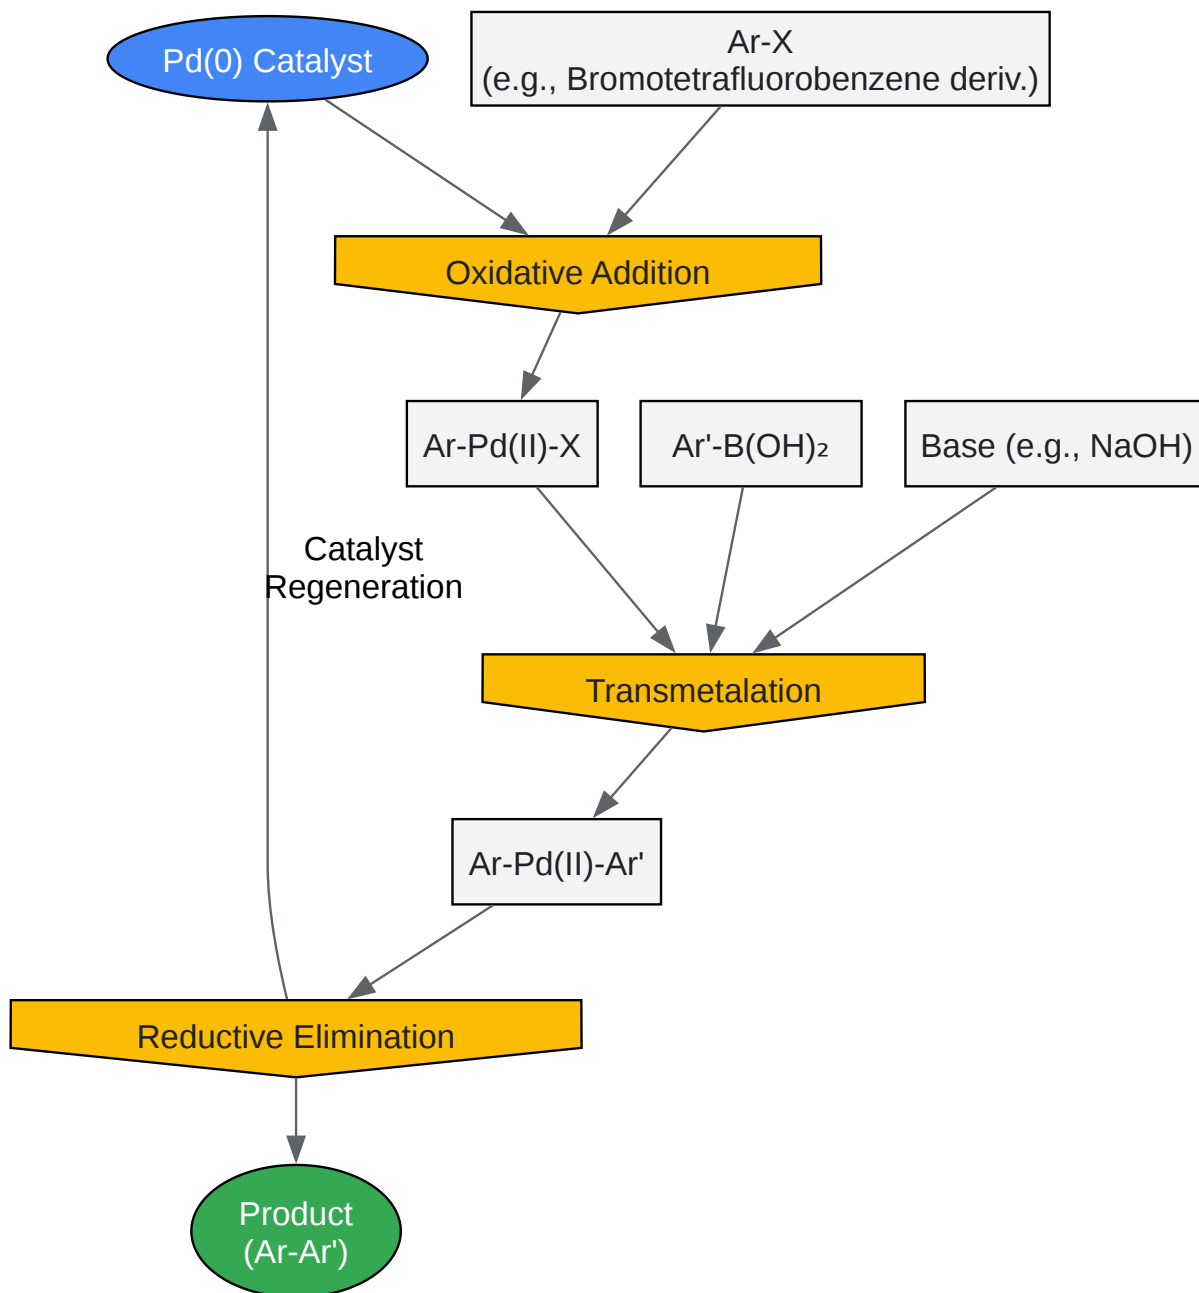 Pd(0) Catalyst
Ar-X
(e.g., Bromotetrafluorobenzene deriv.)
Oxidative Addition
Ar-Pd(II)-X
Ar'-B(OH)₂
Base (e.g., NaOH)
Catalyst
Regeneration
Transmetalation
Ar-Pd(II)-Ar'
Reductive Elimination
Product
(Ar-Ar')